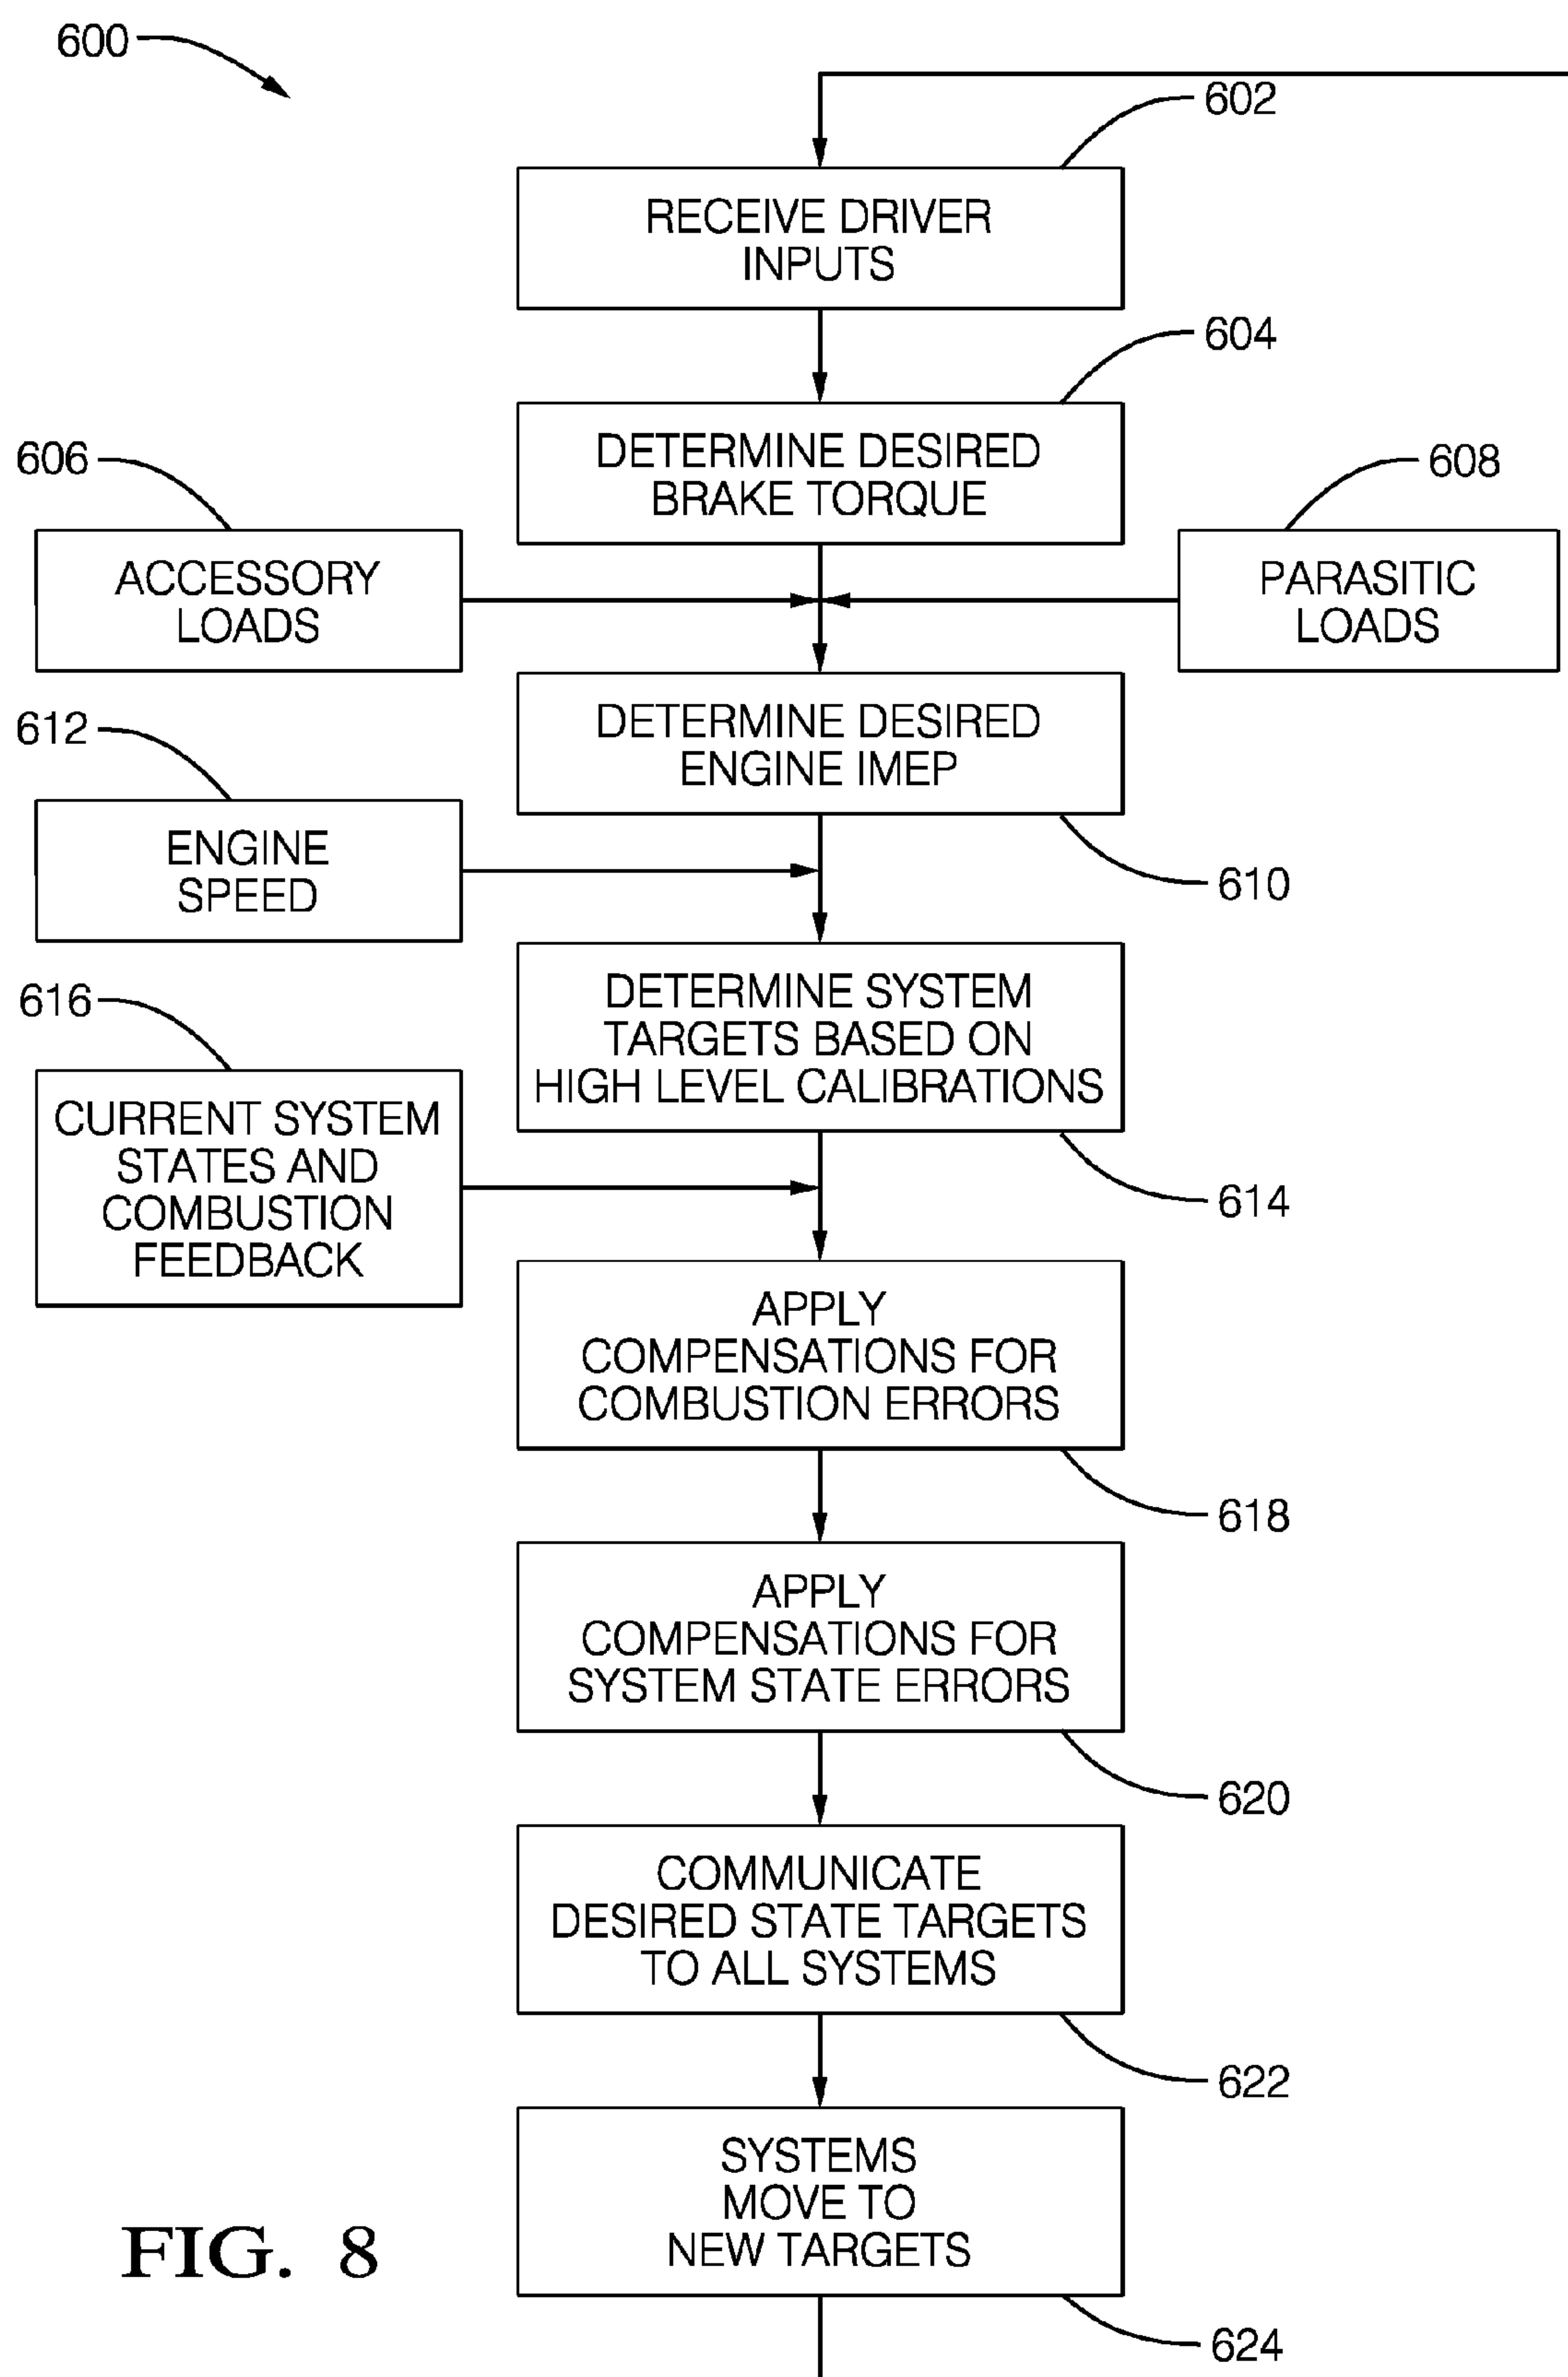 600
602
RECEIVE DRIVER
INPUTS
604
DETERMINE DESIRED
BRAKE TORQUE
606
ACCESSORY
LOADS
608
PARASITIC
LOADS
DETERMINE DESIRED
ENGINE IMEP
610
612
ENGINE
SPEED
DETERMINE SYSTEM
TARGETS BASED ON
HIGH LEVEL CALIBRATIONS
614
616
CURRENT SYSTEM
STATES AND
COMBUSTION
FEEDBACK
APPLY
COMPENSATIONS FOR
COMBUSTION ERRORS
618
APPLY
COMPENSATIONS FOR
SYSTEM STATE ERRORS
620
COMMUNICATE
DESIRED STATE TARGETS
TO ALL SYSTEMS
622
SYSTEMS
MOVE TO
NEW TARGETS
624
FIG. 8